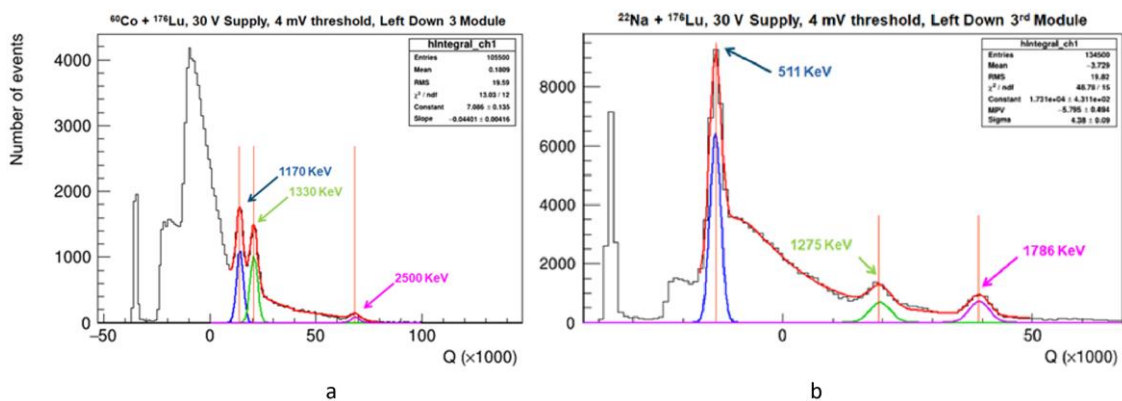 ⁶⁰Co + ¹⁷⁶Lu, 30 V Supply, 4 mV threshold, Left Down 3 Module
Number of events
4000
3000
2000
1000
0
−50
0
50
100
Q (×1000)
hIntegral_ch1
Entries 105500
Mean 0.1809
RMS 19.59
χ² / ndf 13.03 / 12
Constant 7.006 ± 0.135
Slope −0.04401 ± 0.00416
1170 KeV
1330 KeV
2500 KeV
a
²²Na + ¹⁷⁶Lu, 30 V Supply, 4 mV threshold, Left Down 3ʳᵈ Module
8000
6000
4000
2000
0
0
50
Q (×1000)
hIntegral_ch1
Entries 134500
Mean −3.729
RMS 19.82
χ² / ndf 48.78 / 15
Constant 1.731e+04 ± 4.311e+02
MPV −5.795 ± 0.494
Sigma 4.38 ± 0.09
511 KeV
1275 KeV
1786 KeV
b